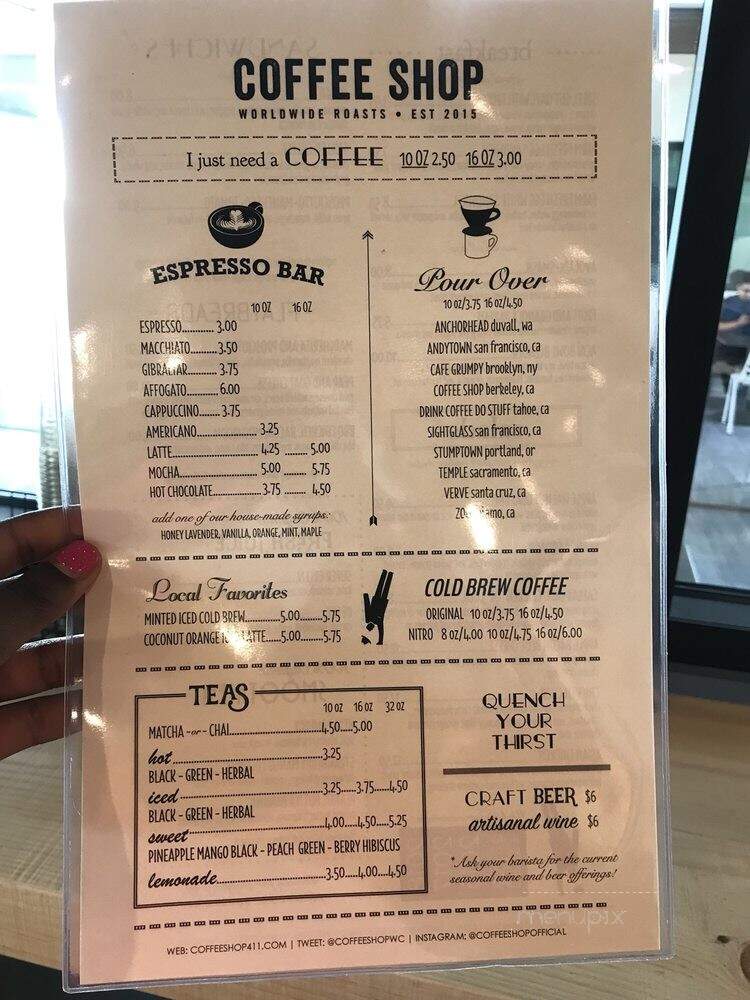 COFFEE SHOP
WORLDWIDE ROASTS • EST 2015
I just need a COFFEE 10 OZ 2.50 16 OZ 3.00
ESPRESSO BAR
10 OZ 16 OZ
ESPRESSO............ 3.00
MACCHIATO......... 3.50
GIBRALTAR......... 3.75
AFFOGATO........... 6.00
CAPPUCCINO....... 3.75
AMERICANO........................ 3.25
LATTE................................. 4.25 ......... 5.00
MOCHA............................... 5.00 ......... 5.75
HOT CHOCOLATE................. 3.75 ......... 4.50
add one of our house-made syrups:
HONEY LAVENDER, VANILLA, ORANGE, MINT, MAPLE
Pour Over
10 oz/3.75 16 oz/4.50
ANCHORHEAD duvall, wa
ANDYTOWN san francisco, ca
CAFE GRUMPY brooklyn, ny
COFFEE SHOP berkeley, ca
DRINK COFFEE DO STUFF tahoe, ca
SIGHTGLASS san francisco, ca
STUMPTOWN portland, or
TEMPLE sacramento, ca
VERVE santa cruz, ca
ca
Local Favorites
MINTED ICED COLD BREW.............5.00.........5.75
COCONUT ORANGE LATTE.....5.00.........5.75
COLD BREW COFFEE
ORIGINAL 10 oz/3.75 16 oz/4.50
NITRO 8 oz/4.00 10 oz/4.75 16 oz/6.00
TEAS
10 OZ 16 OZ 32 OZ
MATCHA -or- CHAI...........................4.50.....5.00
hot...........................................3.25
BLACK - GREEN - HERBAL
iced..........................................3.25......3.75......4.50
BLACK - GREEN - HERBAL
sweet........................................4.00.....4.50.....5.25
PINEAPPLE MANGO BLACK - PEACH GREEN - BERRY HIBISCUS
lemonade..............................3.50.....4.00.....4.50
QUENCH
YOUR
THIRST
CRAFT BEER $6
artisanal wine $6
*Ask your barista for the current
seasonal wine and beer offerings!
menupix
WEB: COFFEESHOP411.COM | TWEET: @COFFEESHOPWC | INSTAGRAM: @COFFEESHOPOFFICIAL